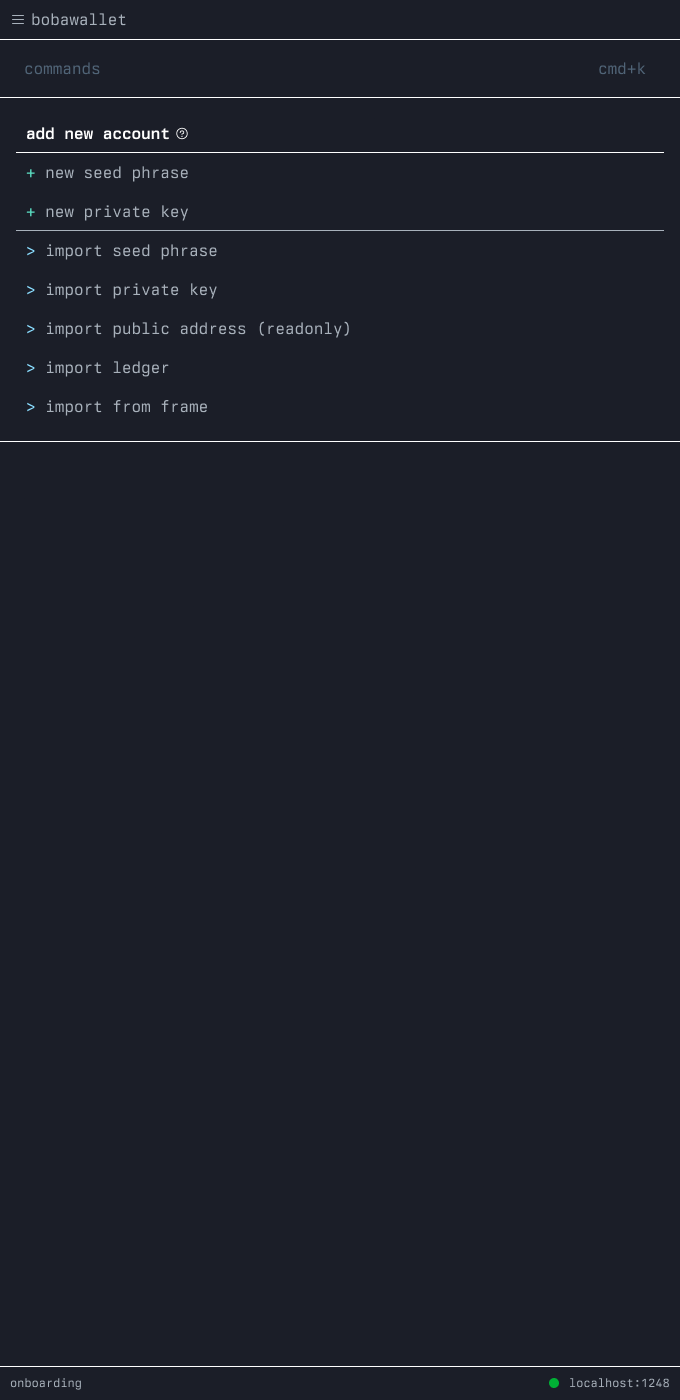 bobawallet
commands cmd+k
add new account
+ new seed phrase
+ new private key
> import seed phrase
> import private key
> import public address (readonly)
> import ledger
> import from frame
onboarding localhost:1248